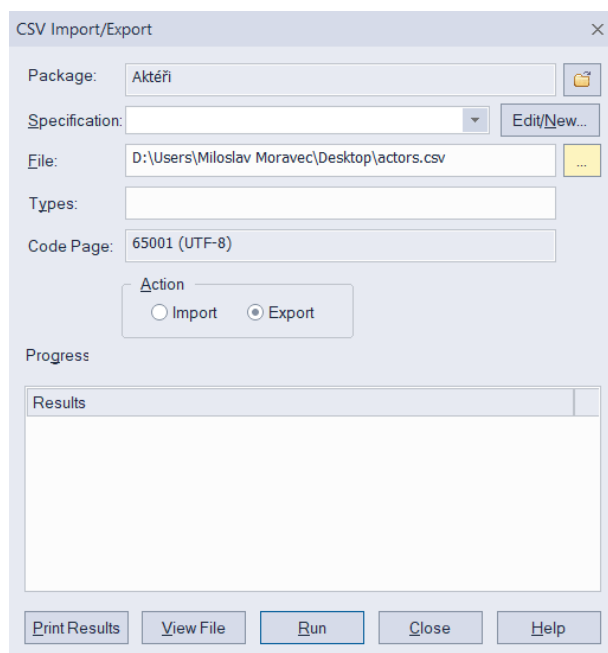 CSV Import/Export
Package: Aktéři
Specification: Edit/New...
File: D:\Users\Miloslav Moravec\Desktop\actors.csv ...
Types:
Code Page: 65001 (UTF-8)
Action
Import Export
Progress
Results
Print Results View File Run Close Help